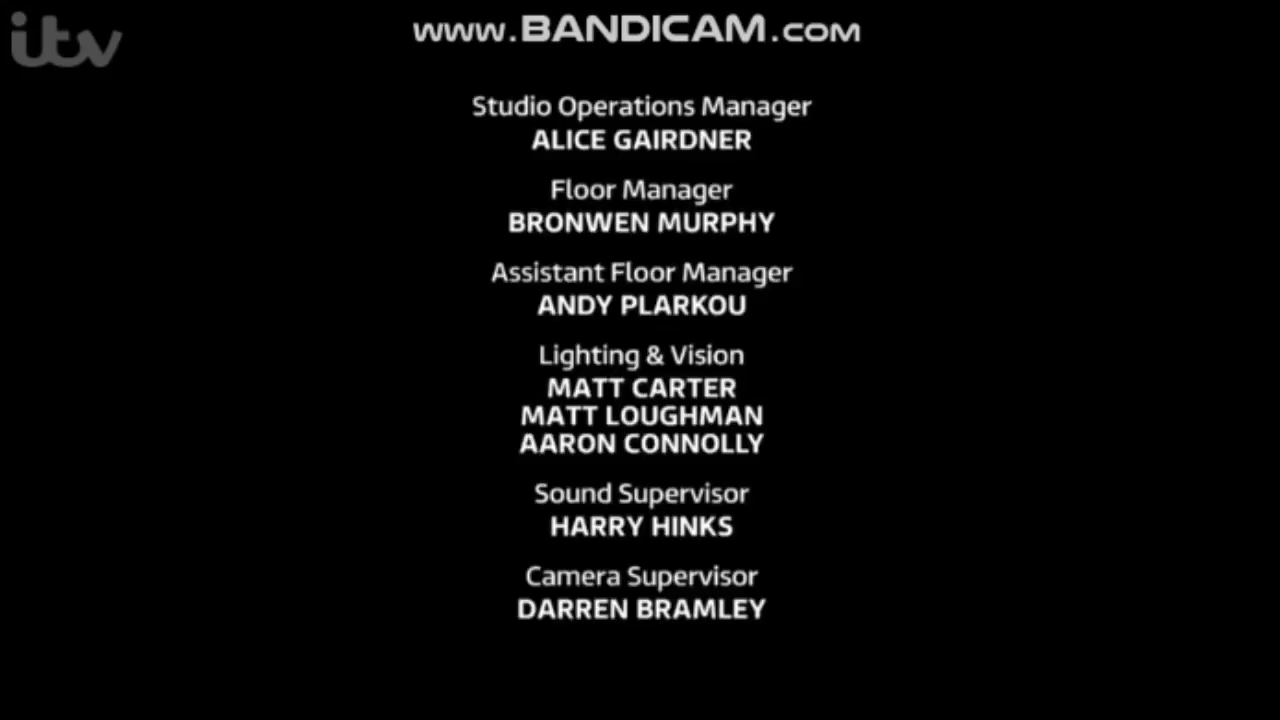 itv
www.BANDICAM.com
Studio Operations Manager
ALICE GAIRDNER
Floor Manager
BRONWEN MURPHY
Assistant Floor Manager
ANDY PLARKOU
Lighting & Vision
MATT CARTER
MATT LOUGHMAN
AARON CONNOLLY
Sound Supervisor
HARRY HINKS
Camera Supervisor
DARREN BRAMLEY